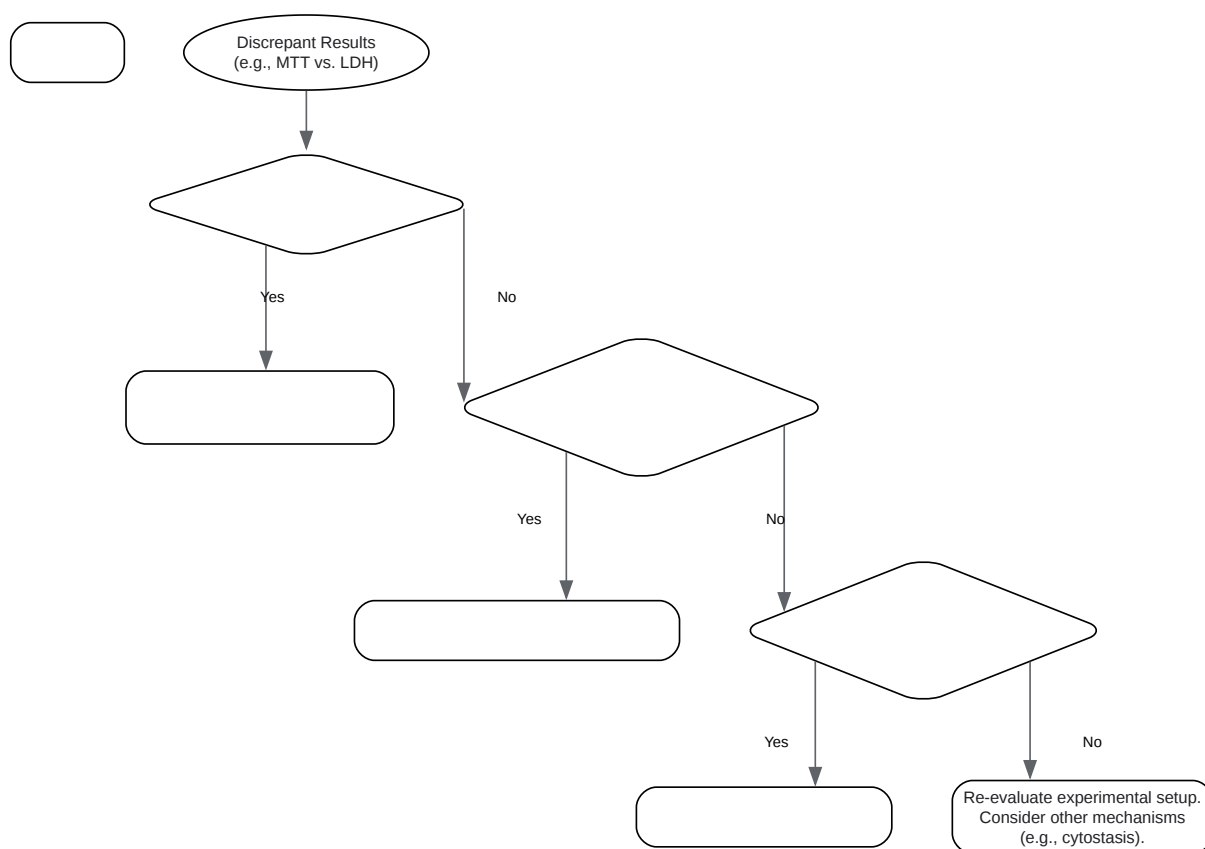 Discrepant Results
(e.g., MTT vs. LDH)
Yes
No
Yes
No
Yes
No
Re-evaluate experimental setup.
Consider other mechanisms
(e.g., cytostasis).